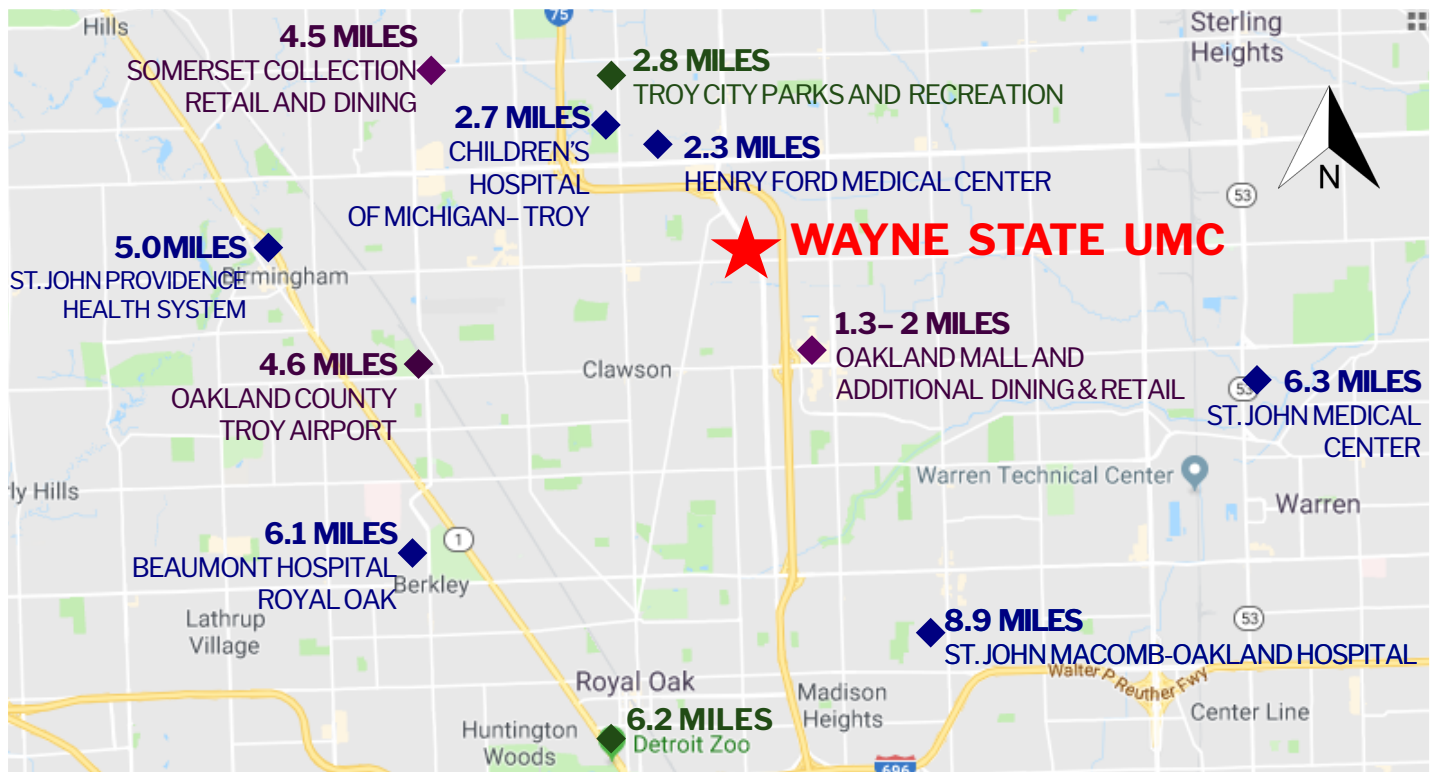 Hills
75
Sterling
Heights
4.5 MILES
SOMERSET COLLECTION
RETAIL AND DINING
2.8 MILES
TROY CITY PARKS AND RECREATION
2.7 MILES
CHILDREN'S
HOSPITAL
OF MICHIGAN– TROY
2.3 MILES
HENRY FORD MEDICAL CENTER
N
53
WAYNE STATE UMC
5.0MILES
ST. JOHN PROVIDENCE
HEALTH SYSTEM
Birmingham
1.3– 2 MILES
OAKLAND MALL AND
ADDITIONAL DINING & RETAIL
4.6 MILES
OAKLAND COUNTY
TROY AIRPORT
Clawson
53
6.3 MILES
ST. JOHN MEDICAL
CENTER
Warren Technical Center
rly Hills
Warren
6.1 MILES
BEAUMONT HOSPITAL
ROYAL OAK
1
Berkley
Lathrup
Village
53
8.9 MILES
ST. JOHN MACOMB-OAKLAND HOSPITAL
Walter P Reuther Fwy
Royal Oak
Madison
Heights
Center Line
6.2 MILES
Detroit Zoo
Huntington
Woods
696